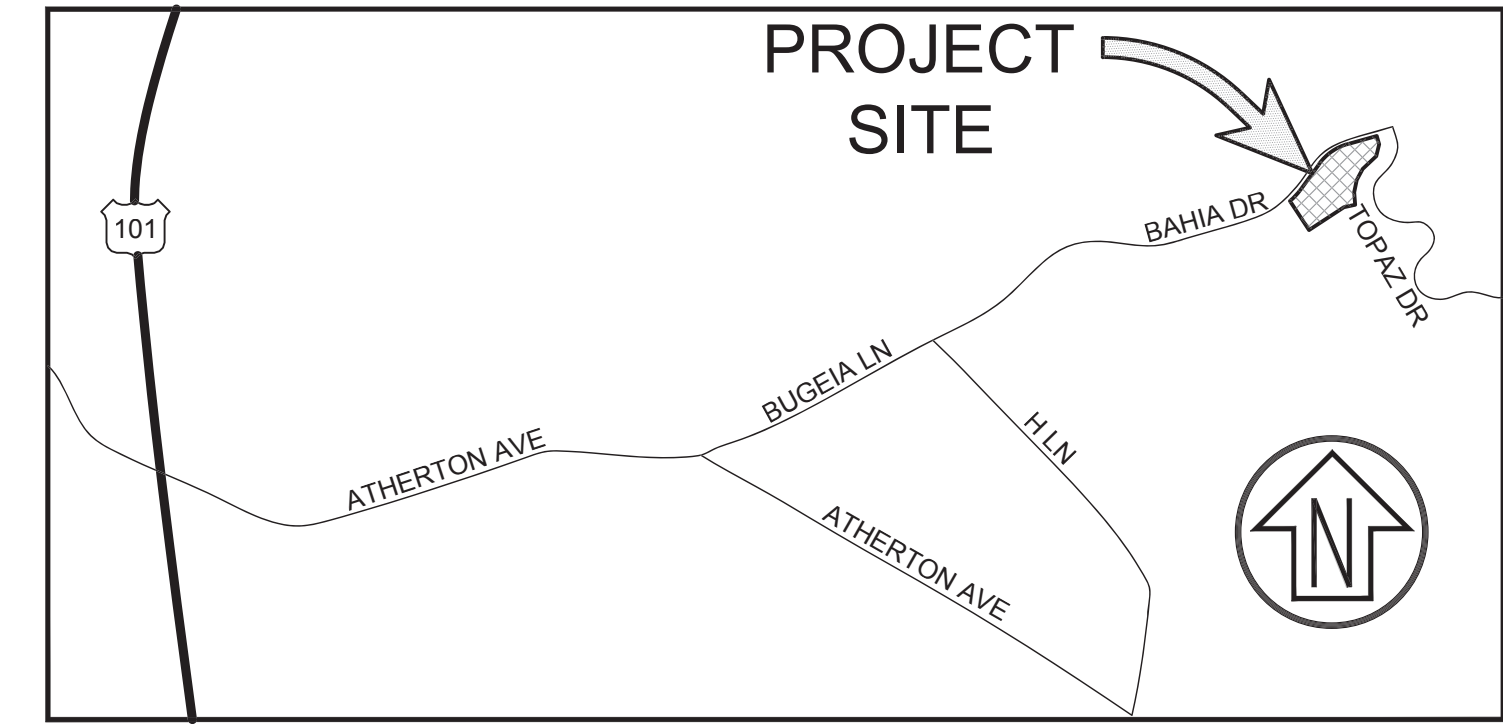 PROJECT
SITE
101
BAHIA DR
TOPAZ DR
BUGEIA LN
H LN
ATHERTON AVE
ATHERTON AVE
N